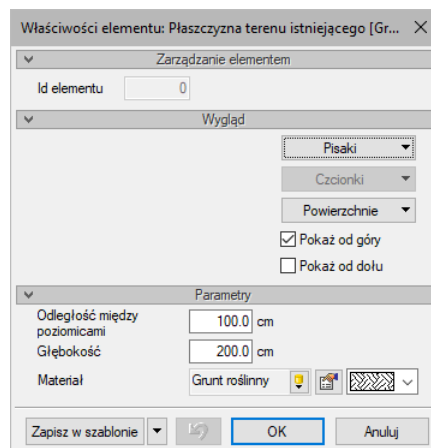 Właściwości elementu: Płaszczyzna terenu istniejącego [Gr...
Zarządzanie elementem
Id elementu 0
Wygląd
Pisaki
Czcionki
Powierzchnie
Pokaż od góry
Pokaż od dołu
Parametry
Odległość między
poziomicami 100.0 cm
Głębokość 200.0 cm
Materiał Grunt roślinny
Zapisz w szablonie OK Anuluj